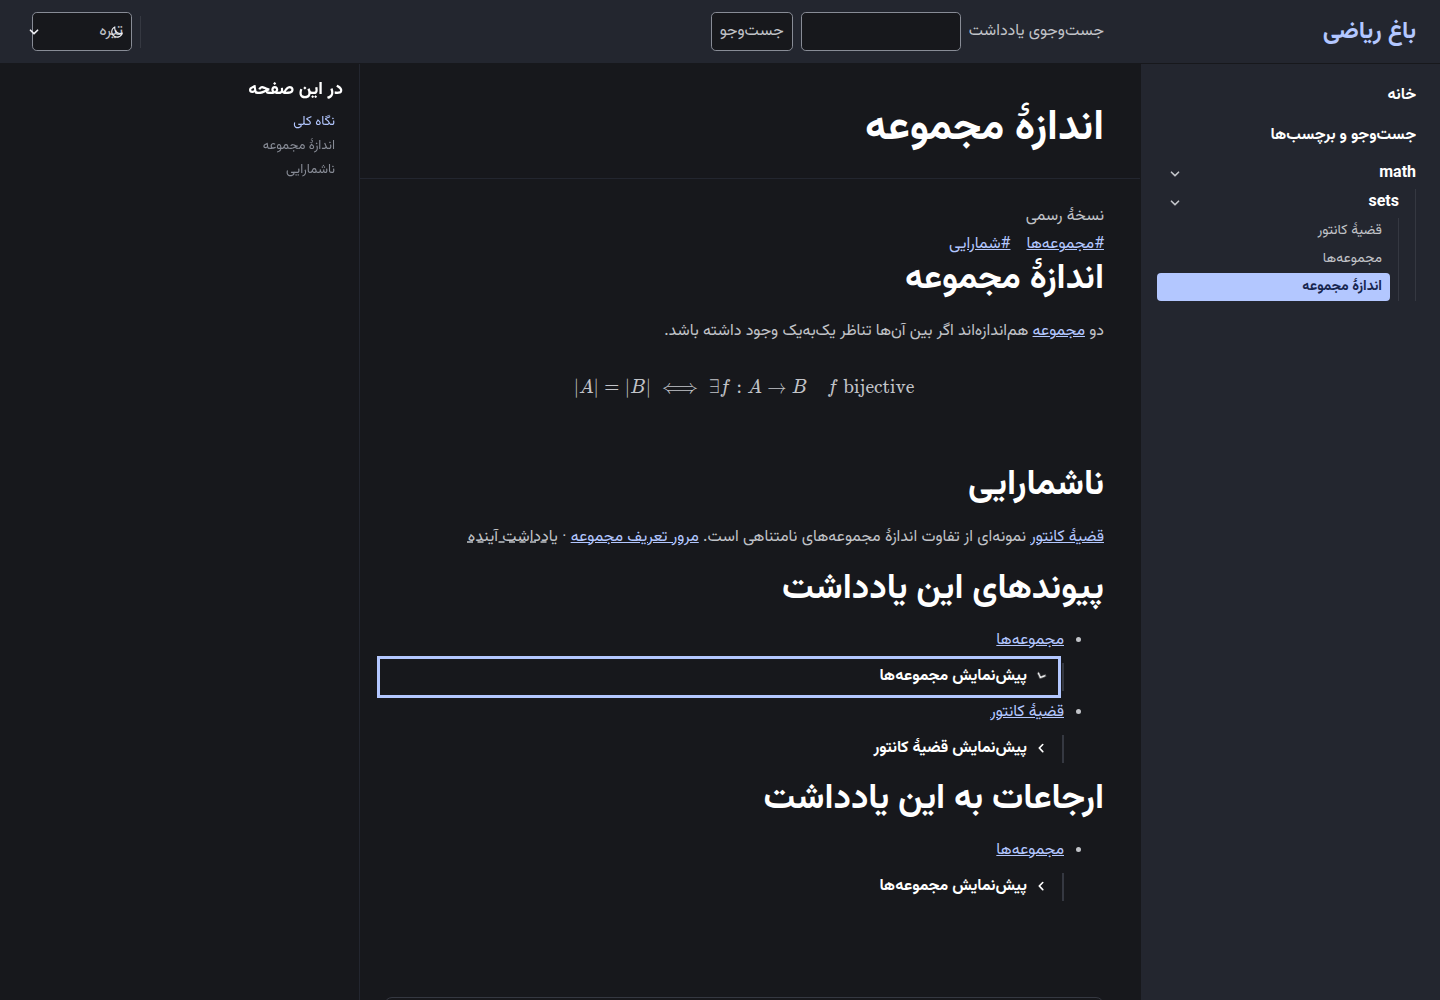 باغ ریاضی
جست‌وجوی یادداشت
جست‌وجو
تیره
خانه
جست‌وجو و برچسب‌ها
math
sets
قضیهٔ کانتور
مجموعه‌ها
اندازهٔ مجموعه
اندازهٔ مجموعه
نسخهٔ رسمی
#مجموعه‌ها #شمارایی
اندازهٔ مجموعه
دو مجموعه هم‌اندازه‌اند اگر بین آن‌ها تناظر یک‌به‌یک وجود داشته باشد.
|A| = |B| ⟺ ∃f : A → B f bijective
ناشمارایی
قضیهٔ کانتور نمونه‌ای از تفاوت اندازهٔ مجموعه‌های نامتناهی است. مرور تعریف مجموعه · یادداشت آینده
پیوندهای این یادداشت
• مجموعه‌ها
پیش‌نمایش مجموعه‌ها
• قضیهٔ کانتور
پیش‌نمایش قضیهٔ کانتور
ارجاعات به این یادداشت
• مجموعه‌ها
پیش‌نمایش مجموعه‌ها
در این صفحه
نگاه کلی
اندازهٔ مجموعه
ناشمارایی